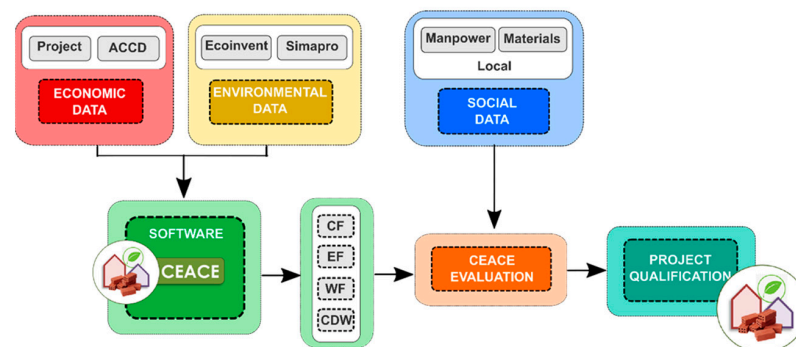 Project ACCD
ECONOMIC
DATA
Ecoinvent Simapro
ENVIRONMENTAL
DATA
Manpower Materials
Local
SOCIAL
DATA
SOFTWARE
CEACE
CF
EF
WF
CDW
CEACE
EVALUATION
PROJECT
QUALIFICATION